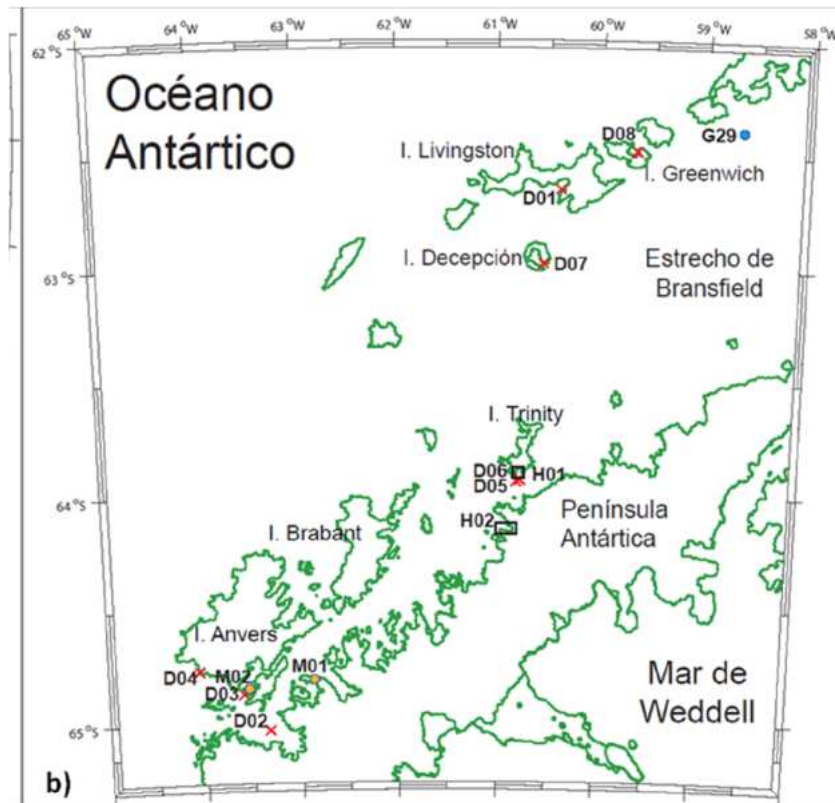 65 °W
64 °W
63 °W
62 °W
61 °W
60 °W
59 °W
58 °W
62°S
Océano
Antártico
D08
G29
I. Livingston
I. Greenwich
D01
I. Decepción
D07
Estrecho de
Bransfield
63°S
I. Trinity
D06
H01
D05
64°S
H02
Península
Antártica
I. Brabant
I. Anvers
M01
D04
M02
D03
Mar de
Weddell
D02
65°S
b)